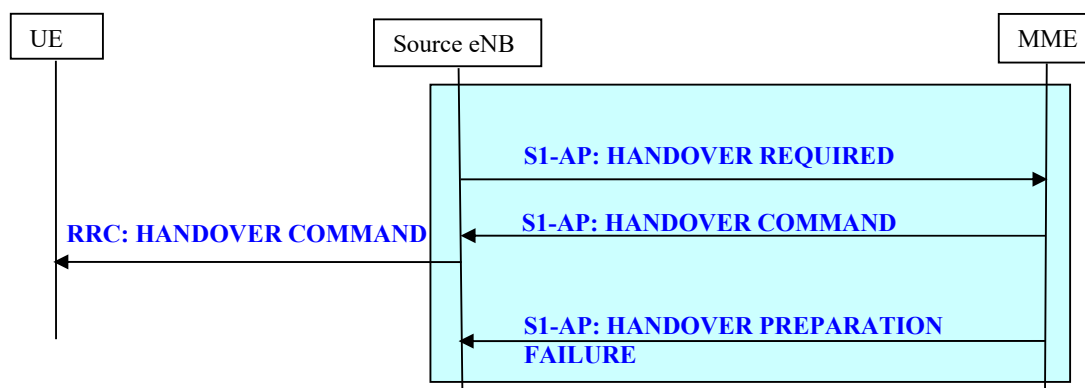 UE
Source eNB
MME
S1-AP: HANDOVER REQUIRED
S1-AP: HANDOVER COMMAND
RRC: HANDOVER COMMAND
S1-AP: HANDOVER PREPARATION
FAILURE